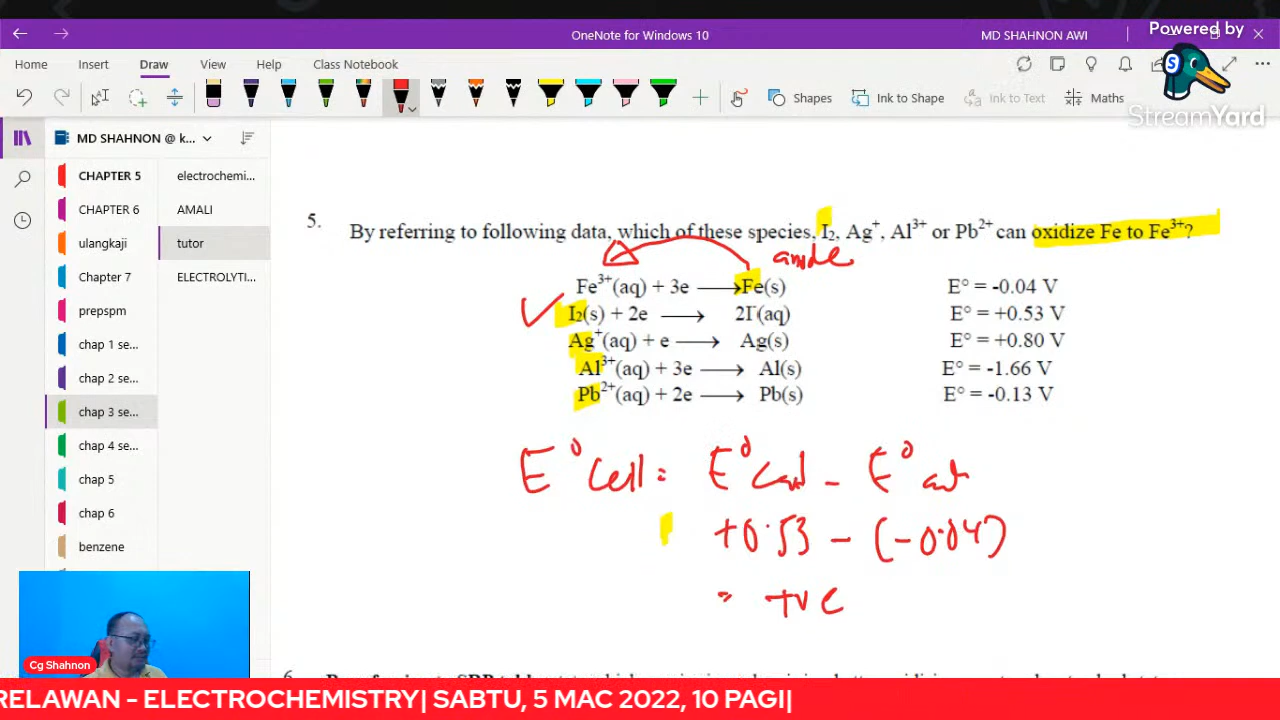 OneNote for Windows 10
MD SHAHNON AWI
Powered by
StreamYard
Home Insert Draw View Help Class Notebook
Shapes Ink to Shape Ink to Text Maths
MD SHAHNON @ k...
CHAPTER 5 electrochemi...
CHAPTER 6 AMALI
ulangkaji tutor
Chapter 7 ELECTROLYTI...
prepspm
chap 1 se...
chap 2 se...
chap 3 se...
chap 4 se...
chap 5
chap 6
benzene
5. By referring to following data, which of these species, I₂, Ag⁺, Al³⁺ or Pb²⁺ can oxidize Fe to Fe³⁺?
anode
Fe³⁺(aq) + 3e ⟶ Fe(s) E° = -0.04 V
I₂(s) + 2e ⟶ 2I⁻(aq) E° = +0.53 V
Ag⁺(aq) + e ⟶ Ag(s) E° = +0.80 V
Al³⁺(aq) + 3e ⟶ Al(s) E° = -1.66 V
Pb²⁺(aq) + 2e ⟶ Pb(s) E° = -0.13 V
E° Cell = E° Cad - E°
+0.53 - (-0.04)
= +ve
Cg Shahnon
RELAWAN - ELECTROCHEMISTRY| SABTU, 5 MAC 2022, 10 PAGI|